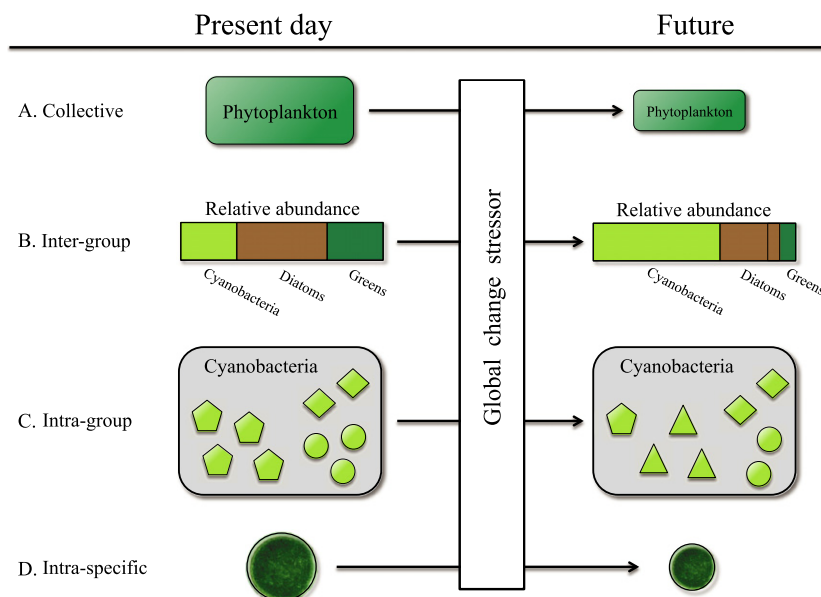 Present day
Future
A. Collective
Phytoplankton
Phytoplankton
Global change stressor
B. Inter-group
Relative abundance
Cyanobacteria
Diatoms
Greens
Relative abundance
Cyanobacteria
Diatoms
Greens
C. Intra-group
Cyanobacteria
Cyanobacteria
D. Intra-specific